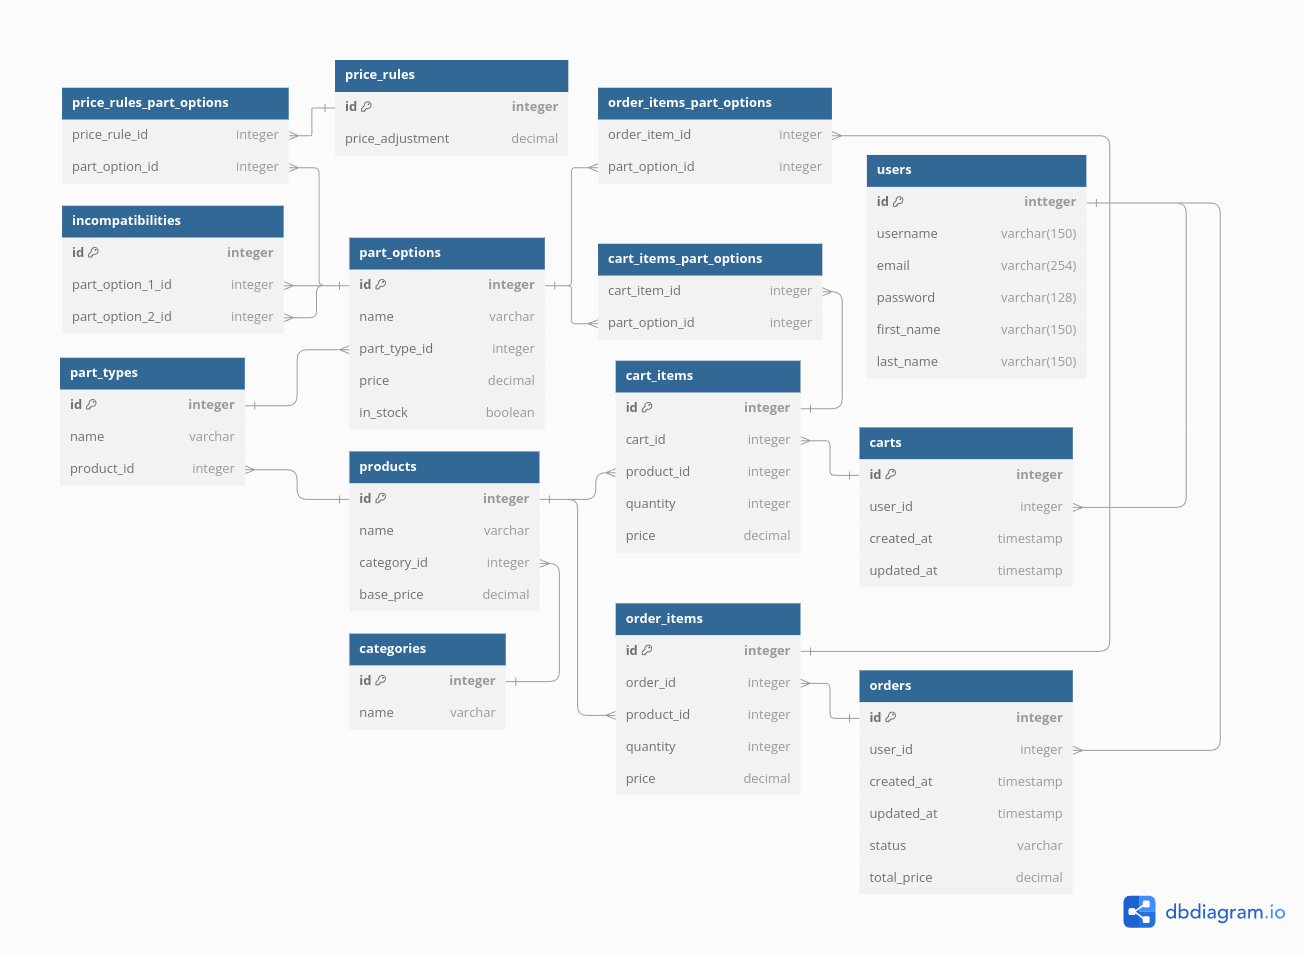 price_rules
id integer
price_adjustment decimal
price_rules_part_options
price_rule_id integer
part_option_id integer
order_items_part_options
order_item_id integer
part_option_id integer
users
id intteger
username varchar(150)
email varchar(254)
password varchar(128)
first_name varchar(150)
last_name varchar(150)
incompatibilities
id integer
part_option_1_id integer
part_option_2_id integer
part_options
id integer
name varchar
part_type_id integer
price decimal
in_stock boolean
cart_items_part_options
cart_item_id integer
part_option_id integer
part_types
id integer
name varchar
product_id integer
cart_items
id integer
cart_id integer
product_id integer
quantity integer
price decimal
carts
id integer
user_id integer
created_at timestamp
updated_at timestamp
products
id integer
name varchar
category_id integer
base_price decimal
categories
id integer
name varchar
order_items
id integer
order_id integer
product_id integer
quantity integer
price decimal
orders
id integer
user_id integer
created_at timestamp
updated_at timestamp
status varchar
total_price decimal
dbdiagram.io